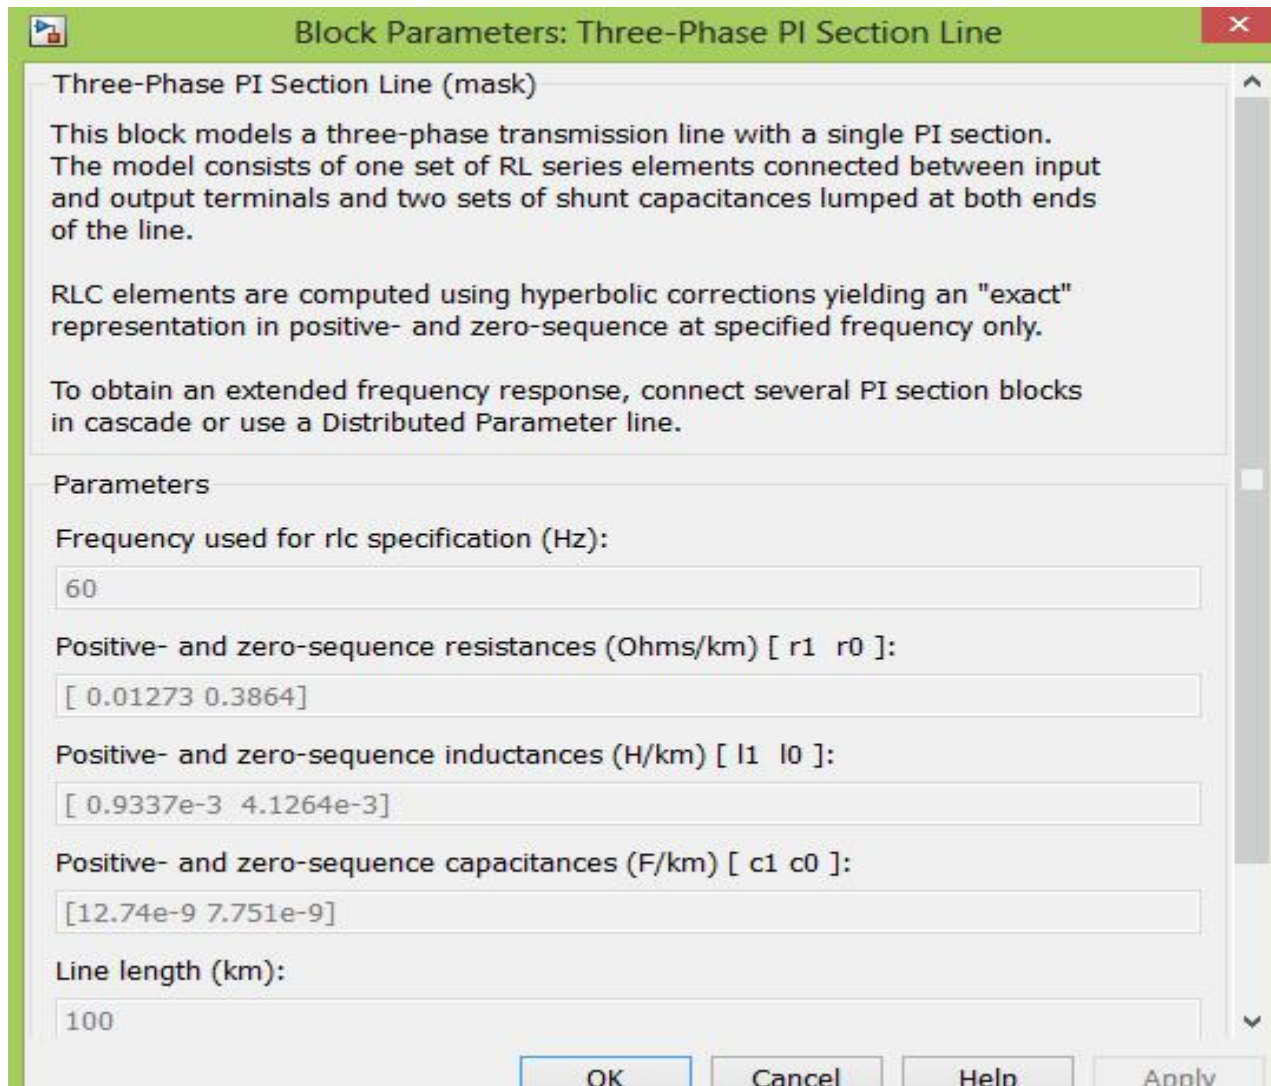 Block Parameters: Three-Phase PI Section Line
Three-Phase PI Section Line (mask)
This block models a three-phase transmission line with a single PI section.
The model consists of one set of RL series elements connected between input
and output terminals and two sets of shunt capacitances lumped at both ends
of the line.
RLC elements are computed using hyperbolic corrections yielding an "exact"
representation in positive- and zero-sequence at specified frequency only.
To obtain an extended frequency response, connect several PI section blocks
in cascade or use a Distributed Parameter line.
Parameters
Frequency used for rlc specification (Hz):
60
Positive- and zero-sequence resistances (Ohms/km) [ r1  r0 ]:
[ 0.01273 0.3864]
Positive- and zero-sequence inductances (H/km) [ l1  l0 ]:
[ 0.9337e-3  4.1264e-3]
Positive- and zero-sequence capacitances (F/km) [ c1 c0 ]:
[12.74e-9 7.751e-9]
Line length (km):
100
OK Cancel Help Apply